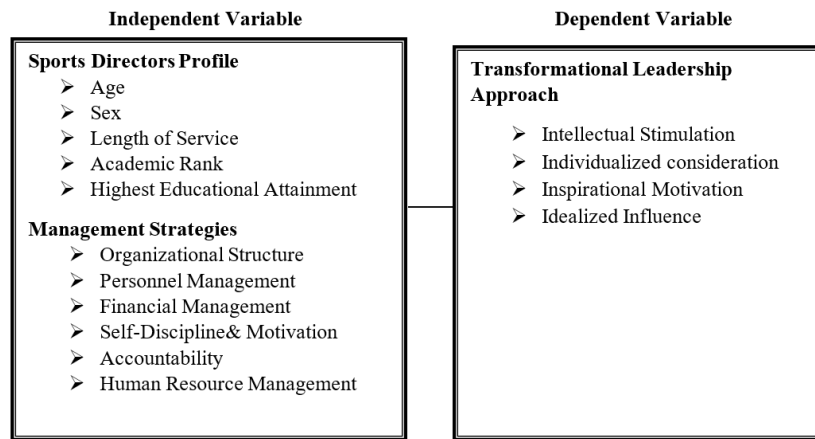 Independent Variable
Sports Directors Profile
➢ Age
➢ Sex
➢ Length of Service
➢ Academic Rank
➢ Highest Educational Attainment
Management Strategies
➢ Organizational Structure
➢ Personnel Management
➢ Financial Management
➢ Self-Discipline& Motivation
➢ Accountability
➢ Human Resource Management
Dependent Variable
Transformational Leadership
Approach
➢ Intellectual Stimulation
➢ Individualized consideration
➢ Inspirational Motivation
➢ Idealized Influence